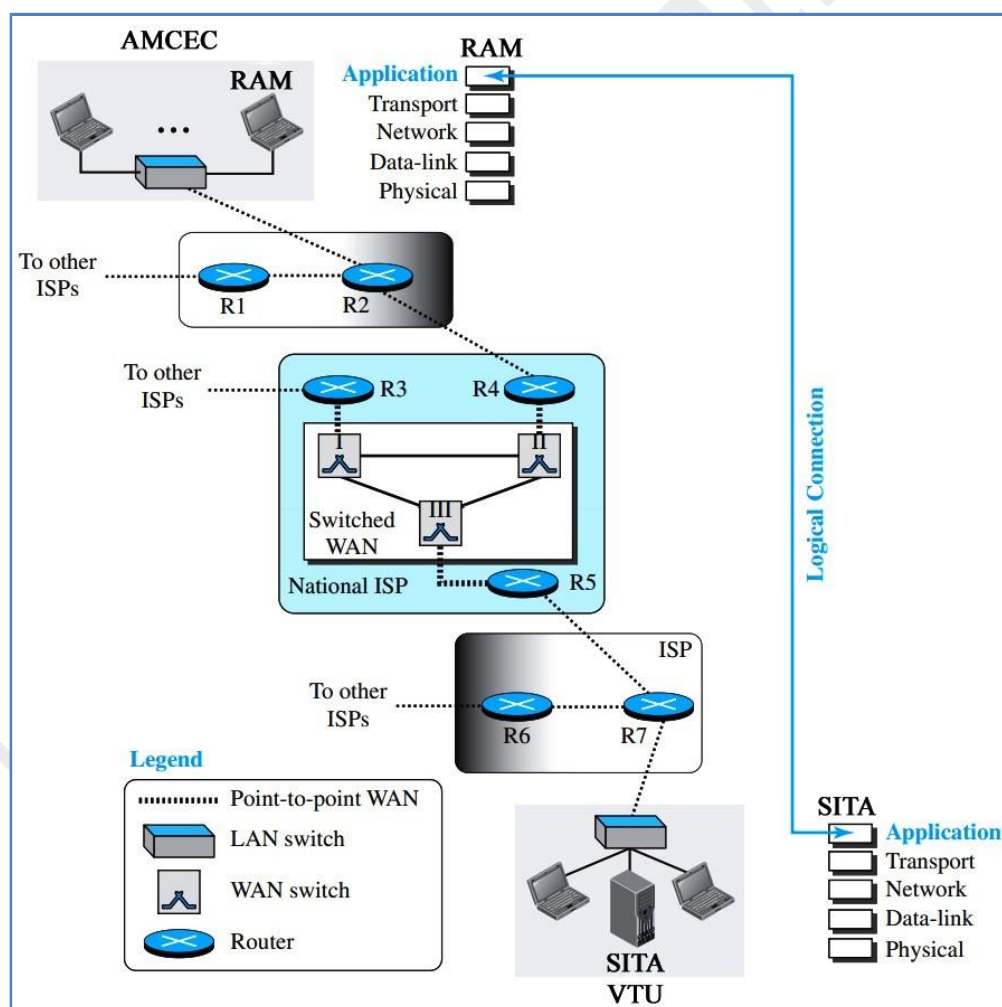 AMCEC
RAM
RAM
Application
Transport
Network
Data-link
Physical
To other
ISPs
R1
R2
To other
ISPs
R3
R4
I
II
III
Switched
WAN
National ISP
R5
Logical Connection
ISP
To other
ISPs
R6
R7
Legend
Point-to-point WAN
LAN switch
WAN switch
Router
SITA
VTU
SITA
Application
Transport
Network
Data-link
Physical